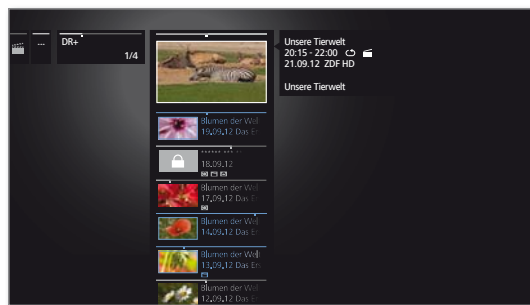 ...
DR+
1/4
Unsere Tierwelt
20:15 - 22:00
21.09.12 ZDF HD
Unsere Tierwelt
Blumen der Wel
19.09.12 Das Er
****** ***
18.09.12
Blumen der Wel
17.09.12 Das Er
Blumen der Wel
14.09.12 Das Er
Blumen der Wel
13.09.12 Das Er
Blumen der Wel
12.09.12 Das Er